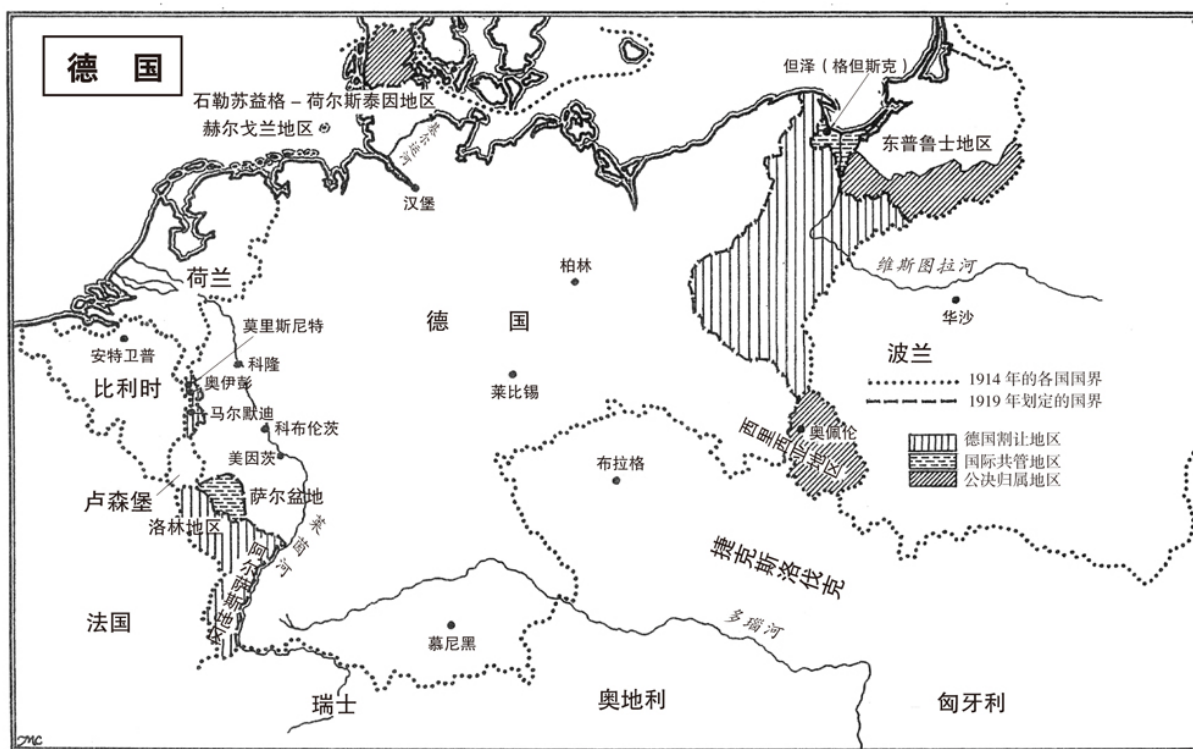 德 国
但泽（格但斯克）
石勒苏益格－荷尔斯泰因地区
赫尔戈兰地区
基尔运河
东普鲁士地区
汉堡
荷兰
柏林
维斯图拉河
德 国
莫里斯尼特
华沙
安特卫普
科隆
波兰
比利时
奥伊彭
莱比锡
1914 年的各国国界
马尔默迪
1919 年划定的国界
科布伦茨
奥佩伦
西里西亚地区
德国割让地区
美因茨
布拉格
国际共管地区
公决归属地区
卢森堡
萨尔盆地
洛林地区
莱茵河
阿尔萨斯地区
捷克斯洛伐克
法国
慕尼黑
多瑙河
瑞士
奥地利
匈牙利
MC